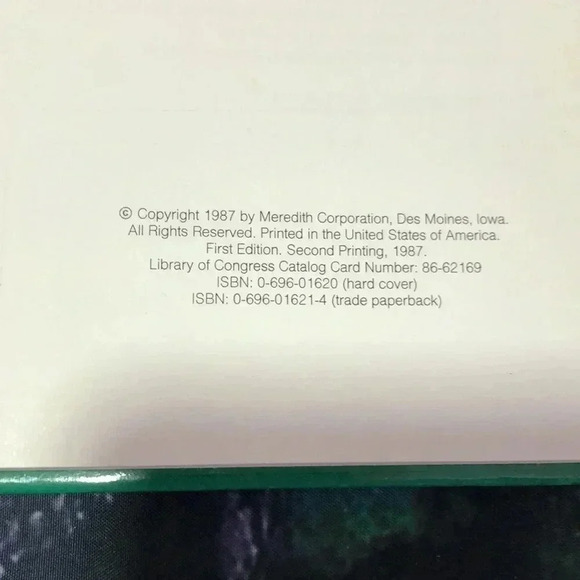 © Copyright 1987 by Meredith Corporation, Des Moines, Iowa.
All Rights Reserved. Printed in the United States of America.
First Edition. Second Printing, 1987.
Library of Congress Catalog Card Number: 86-62169
ISBN: 0-696-01620 (hard cover)
ISBN: 0-696-01621-4 (trade paperback)